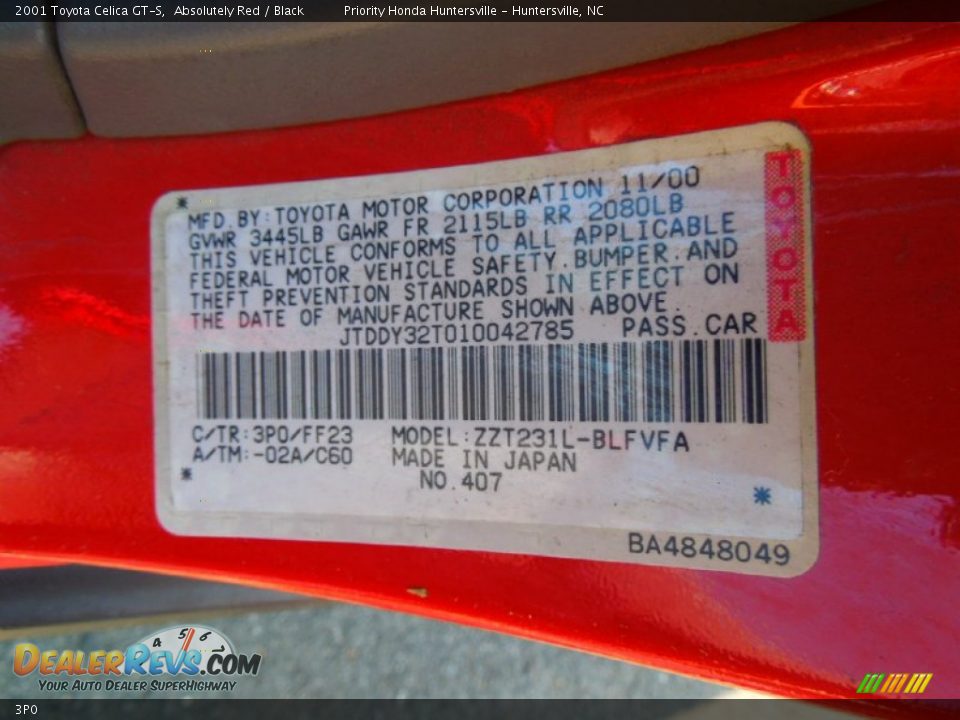 2001 Toyota Celica GT-S, Absolutely Red / Black Priority Honda Huntersville - Huntersville, NC
MFD.BY:TOYOTA MOTOR CORPORATION 11/00
GVWR 3445LB GAWR FR 2115LB RR 2080LB
THIS VEHICLE CONFORMS TO ALL APPLICABLE
FEDERAL MOTOR VEHICLE SAFETY.BUMPER.AND
THEFT PREVENTION STANDARDS IN EFFECT ON
THE DATE OF MANUFACTURE SHOWN ABOVE.
JTDDY32T010042785 PASS.CAR
TOYOTA
C/TR:3P0/FF23 MODEL:ZZT231L-BLFVFA
A/TM:-02A/C60 MADE IN JAPAN
NO.407
BA4848049
4 5 6
DealerRevs.com
Your Auto Dealer SuperHighway
3P0